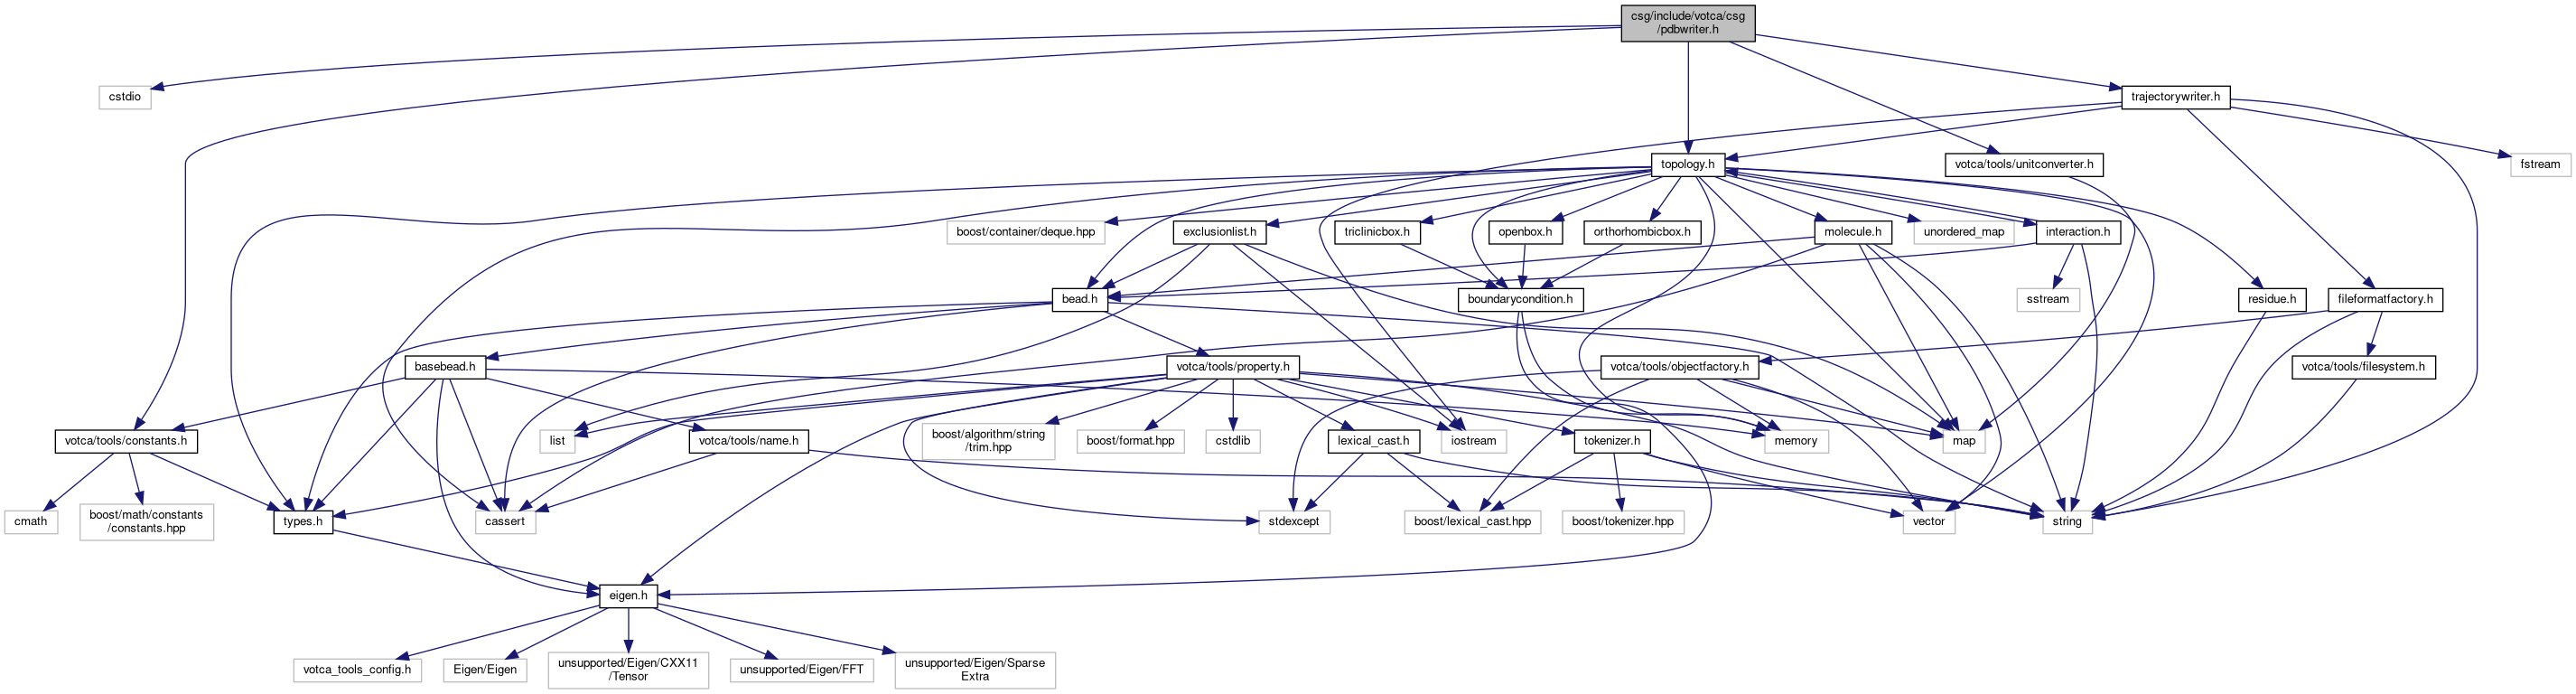 csg/include/votca/csg
/pdbwriter.h
cstdio
trajectorywriter.h
topology.h
votca/tools/unitconverter.h
fstream
boost/container/deque.hpp
exclusionlist.h
triclinicbox.h
openbox.h
orthorhombicbox.h
molecule.h
unordered_map
interaction.h
bead.h
boundarycondition.h
sstream
residue.h
fileformatfactory.h
basebead.h
votca/tools/property.h
votca/tools/objectfactory.h
votca/tools/filesystem.h
votca/tools/constants.h
list
votca/tools/name.h
boost/algorithm/string
/trim.hpp
boost/format.hpp
cstdlib
lexical_cast.h
iostream
tokenizer.h
memory
map
cmath
boost/math/constants
/constants.hpp
types.h
cassert
stdexcept
boost/lexical_cast.hpp
boost/tokenizer.hpp
vector
string
eigen.h
votca_tools_config.h
Eigen/Eigen
unsupported/Eigen/CXX11
/Tensor
unsupported/Eigen/FFT
unsupported/Eigen/Sparse
Extra